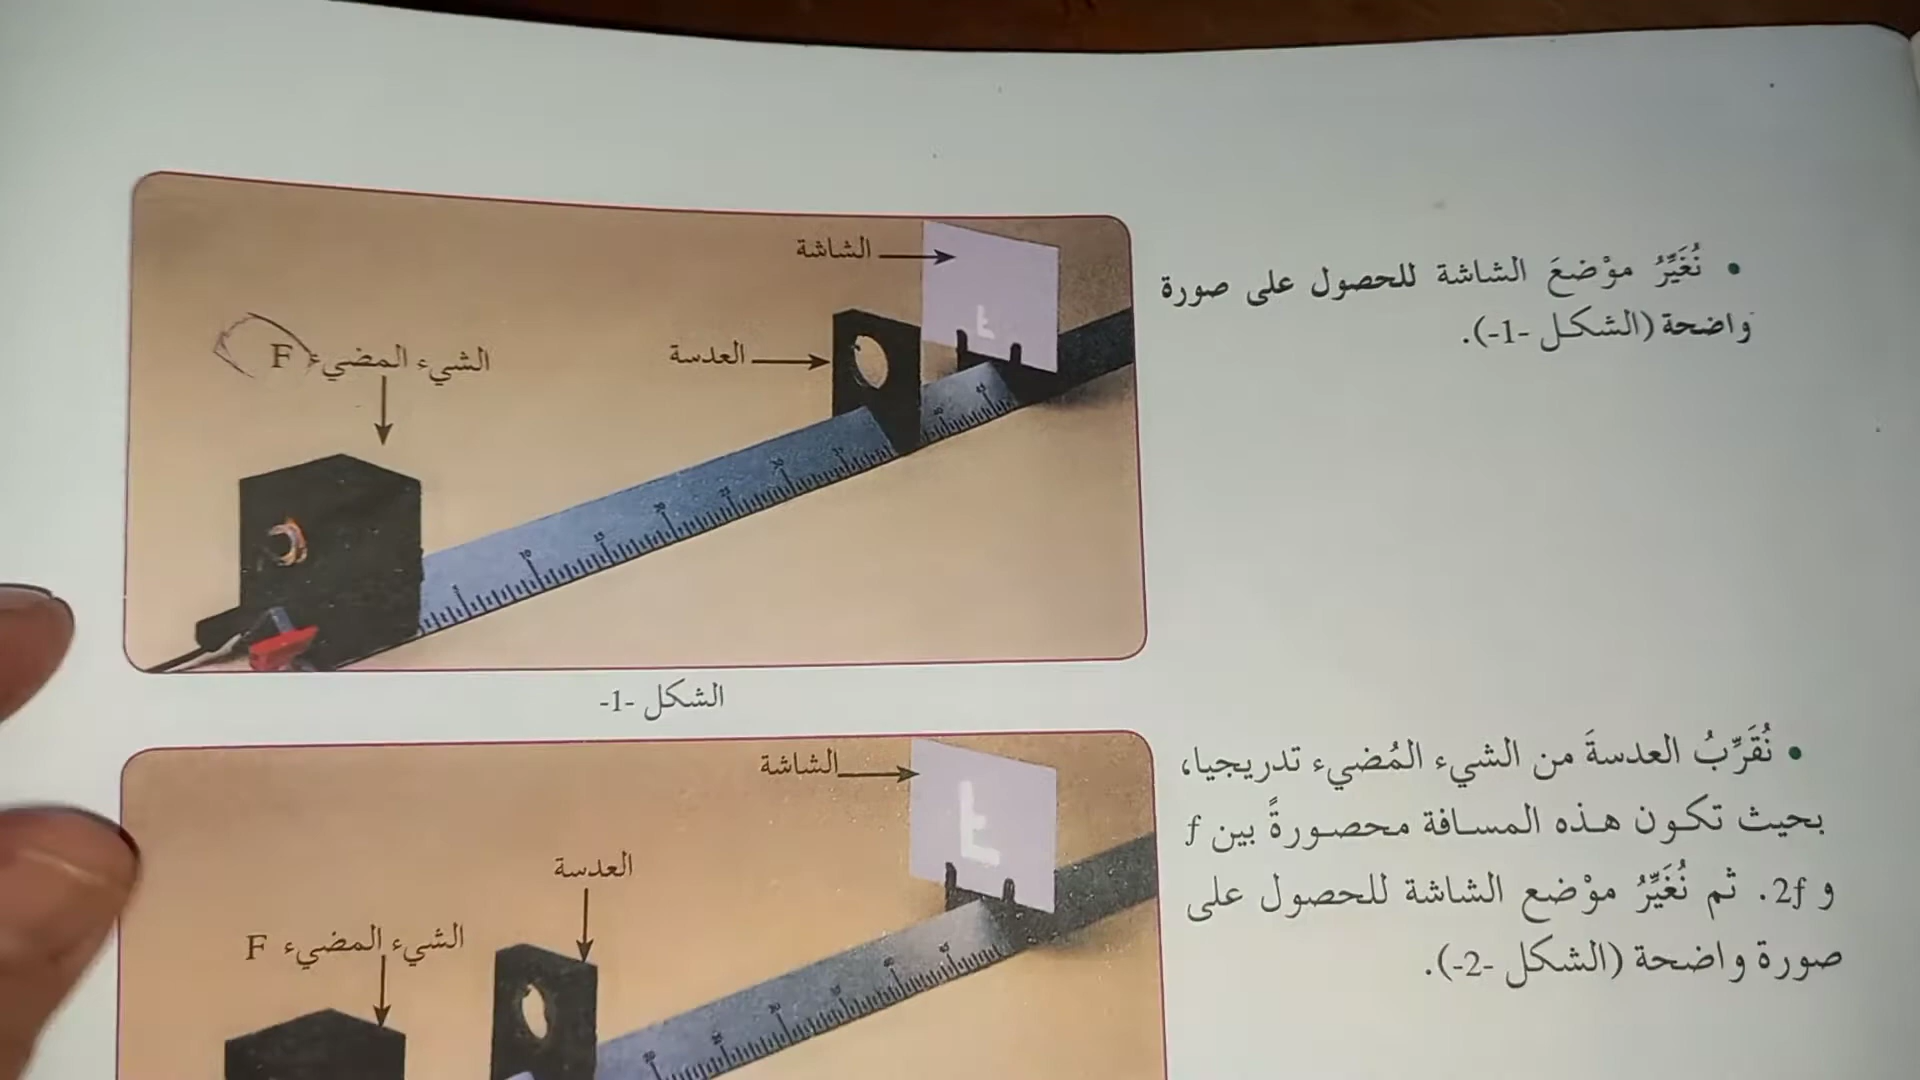 • نُغَيِّرُ موْضعَ الشاشة للحصول على صورة
واضحة (الشكل -1-).
الشاشة
العدسة
الشيء المضيء F
الشكل -1-
• نُقَرِّبُ العدسةَ من الشيء المُضيء تدريجيا،
بحيث تكون هذه المسافة محصورةً بين f
و 2f. ثم نُغَيِّرُ موْضع الشاشة للحصول على
صورة واضحة (الشكل -2-).
الشاشة
العدسة
الشيء المضيء F